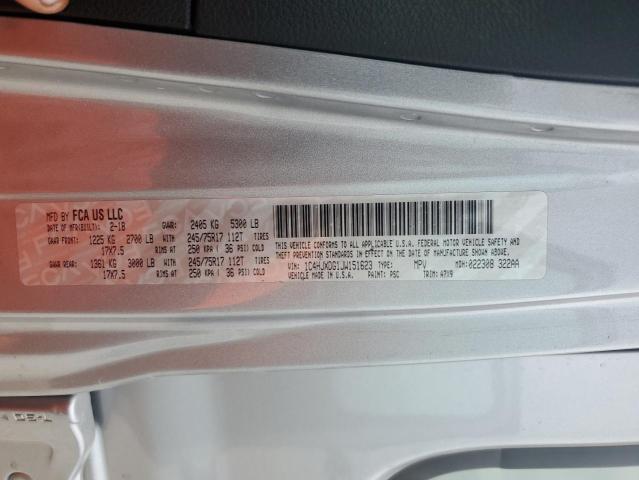 MFD BY FCA US LLC
DATE OF MFR(BUILT): 2-18 GVWR: 2405 KG 5300 LB
GAWR FRONT: 1225 KG 2700 LB WITH 245/75R17 112T TIRES
17X7.5 RIMS AT 250 KPA ( 36 PSI) COLD
GAWR REAR: 1361 KG 3000 LB WITH 245/75R17 112T TIRES
17X7.5 RIMS AT 250 KPA ( 36 PSI) COLD
THIS VEHICLE CONFORMS TO ALL APPLICABLE U.S.A. FEDERAL MOTOR VEHICLE SAFETY AND
THEFT PREVENTION STANDARDS IN EFFECT ON THE DATE OF MANUFACTURE SHOWN ABOVE.
VIN: 1C4HJXDG1JW151623 TYPE: MPV MDH: 022308 322AA
VEHICLE MADE IN U.S.A. PAINT: PSC TRIM: A7X9